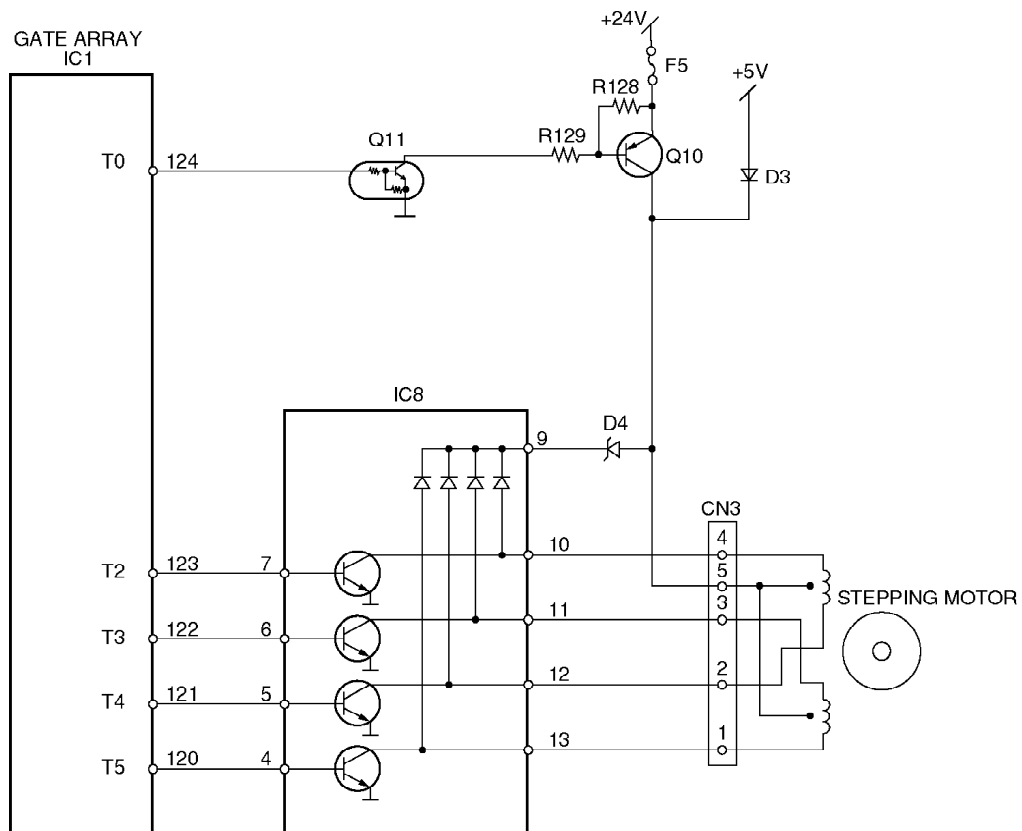 +24V
GATE ARRAY
IC1
F5
+5V
R128
Q11
R129
Q10
T0
124
D3
IC8
D4
9
CN3
4
10
5
T2
123
7
3
STEPPING MOTOR
11
T3
122
6
2
12
T4
121
5
1
13
T5
120
4